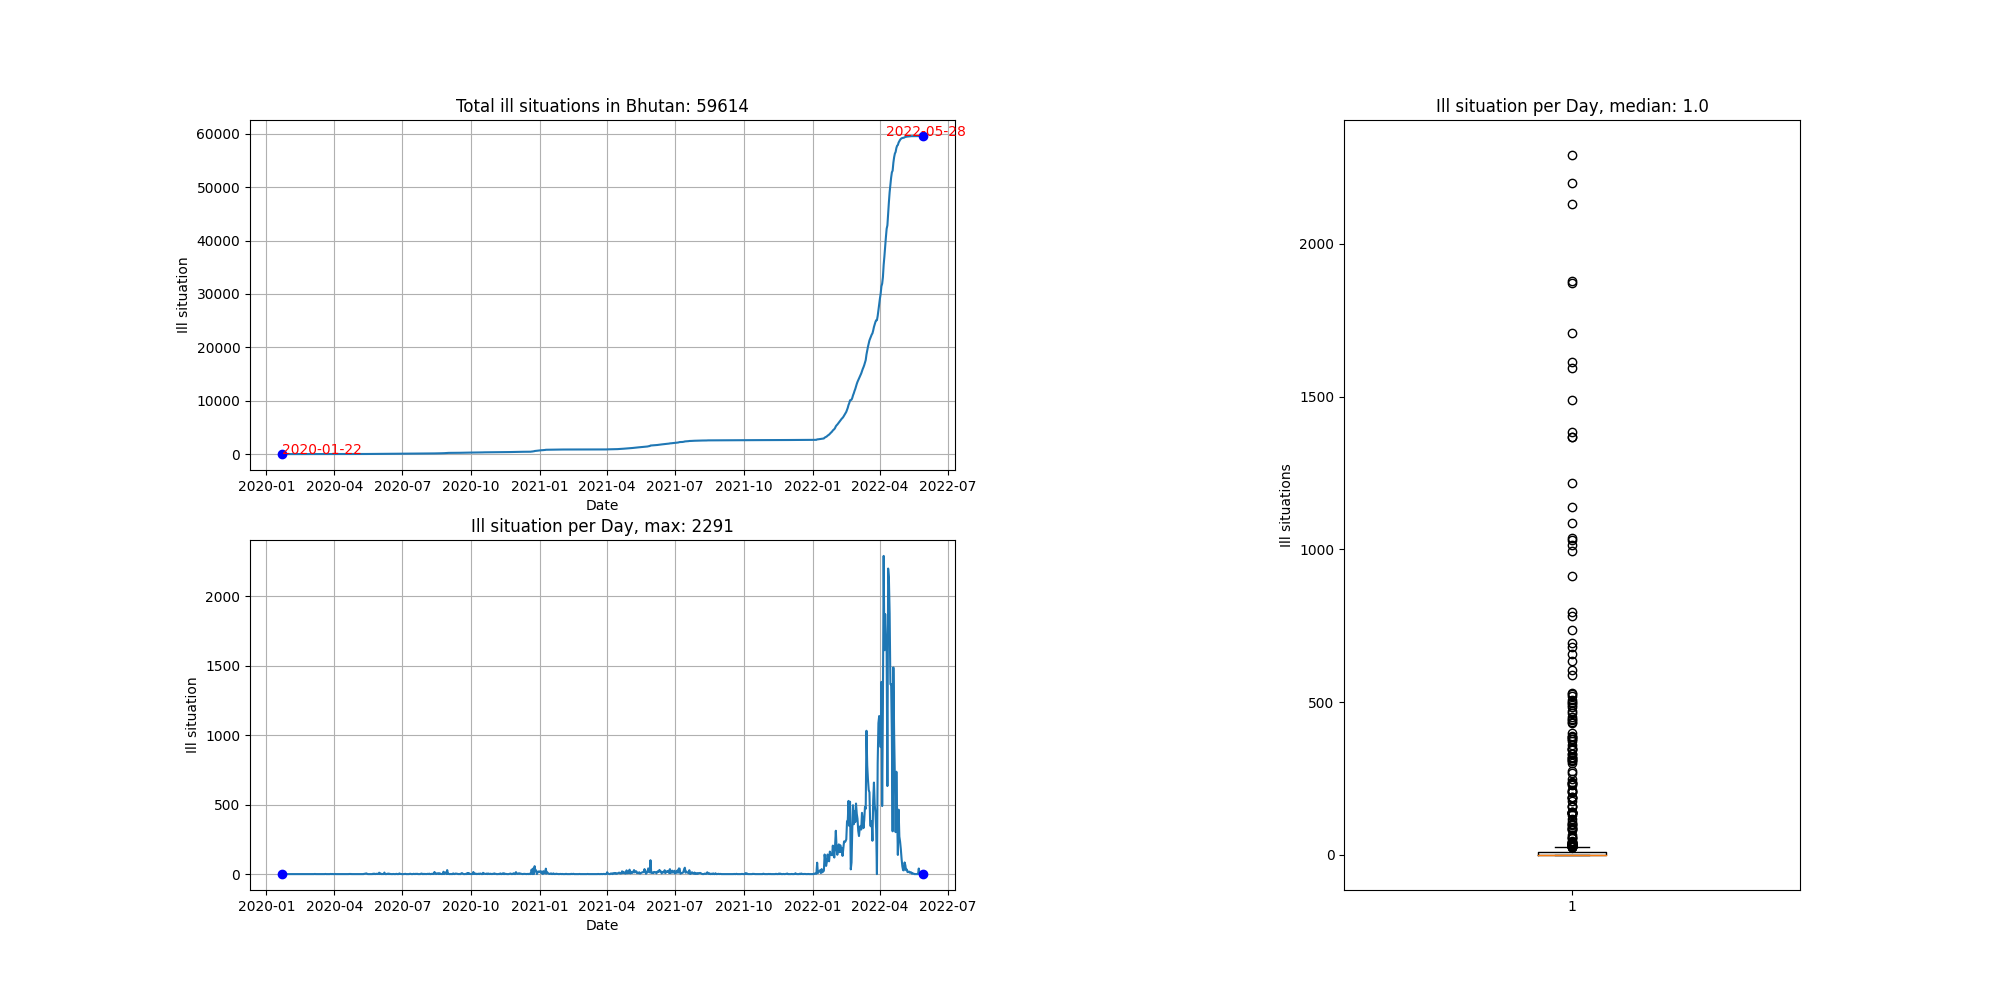 Total ill situations in Bhutan: 59614
60000
50000
40000
30000
20000
10000
0
Ill situation
2022-05-28
2020-01-22
2020-01 2020-04 2020-07 2020-10 2021-01 2021-04 2021-07 2021-10 2022-01 2022-04 2022-07
Date
Ill situation per Day, max: 2291
2000
1500
1000
500
0
Ill situation
2020-01 2020-04 2020-07 2020-10 2021-01 2021-04 2021-07 2021-10 2022-01 2022-04 2022-07
Date
Ill situation per Day, median: 1.0
2000
1500
1000
500
0
Ill situations
1